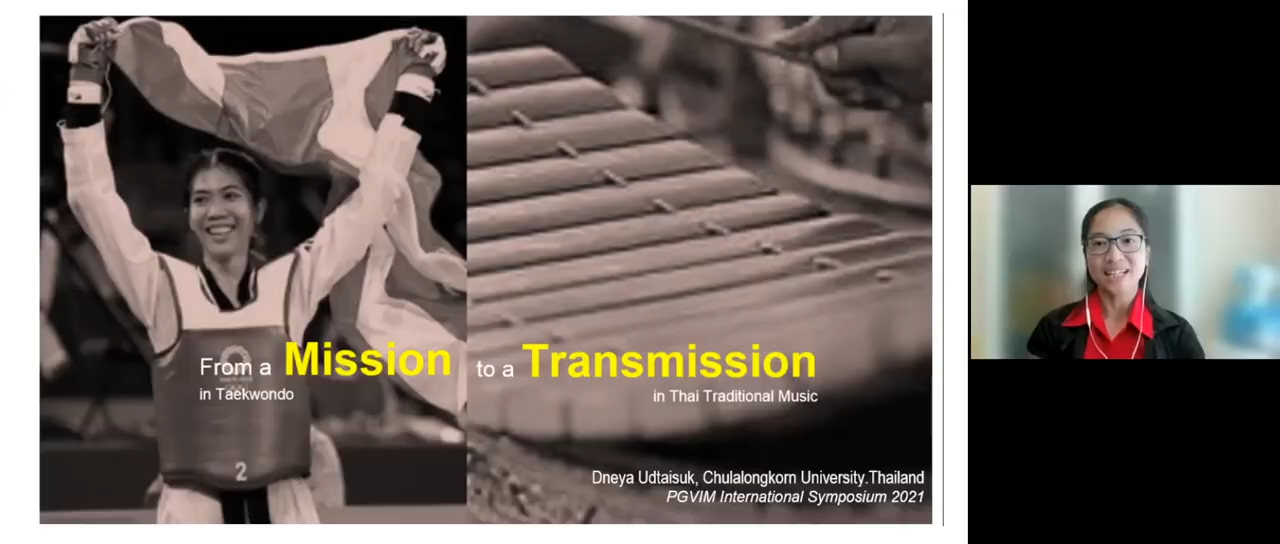 From a Mission to a Transmission
in Taekwondo
in Thai Traditional Music
2
Dneya Udtaisuk, Chulalongkorn University.Thailand
PGVIM International Symposium 2021